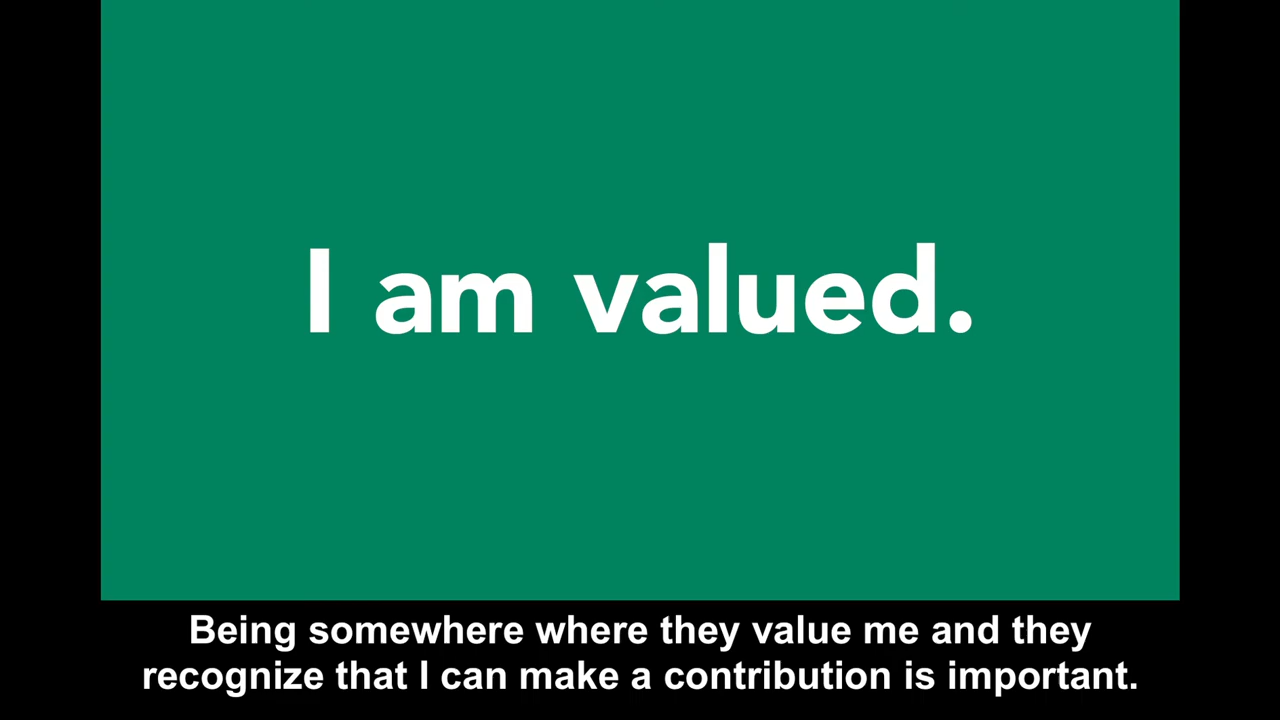 I am valued.
Being somewhere where they value me and they
recognize that I can make a contribution is important.